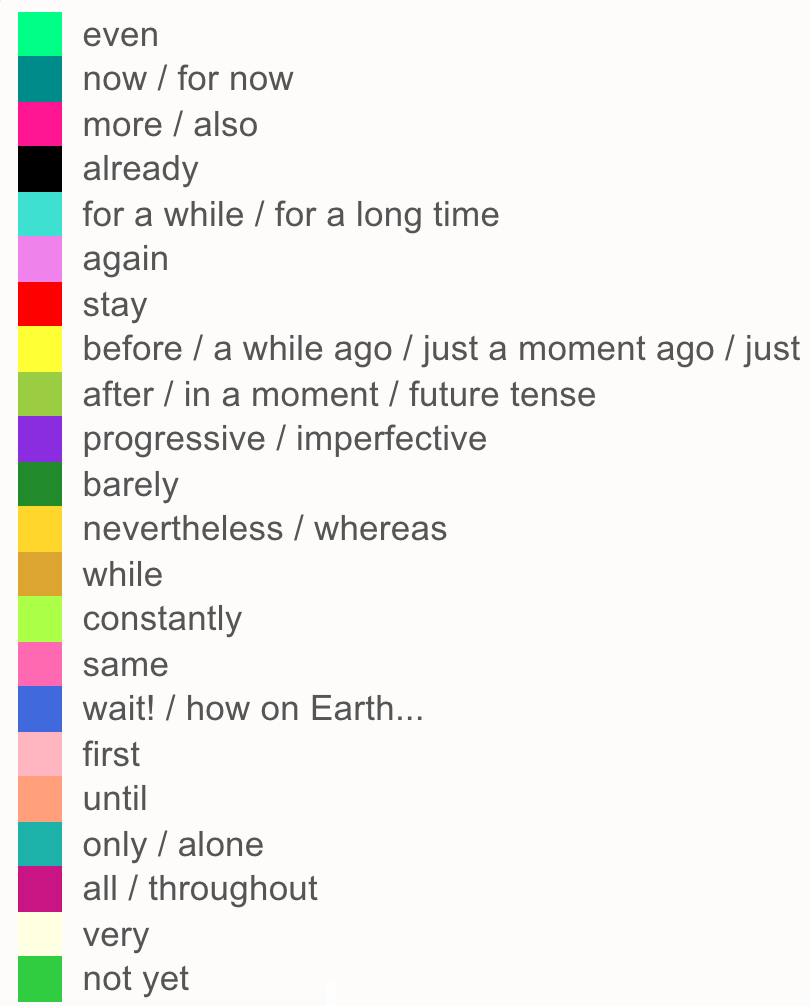 even
now / for now
more / also
already
for a while / for a long time
again
stay
before / a while ago / just a moment ago / just
after / in a moment / future tense
progressive / imperfective
barely
nevertheless / whereas
while
constantly
same
wait! / how on Earth...
first
until
only / alone
all / throughout
very
not yet